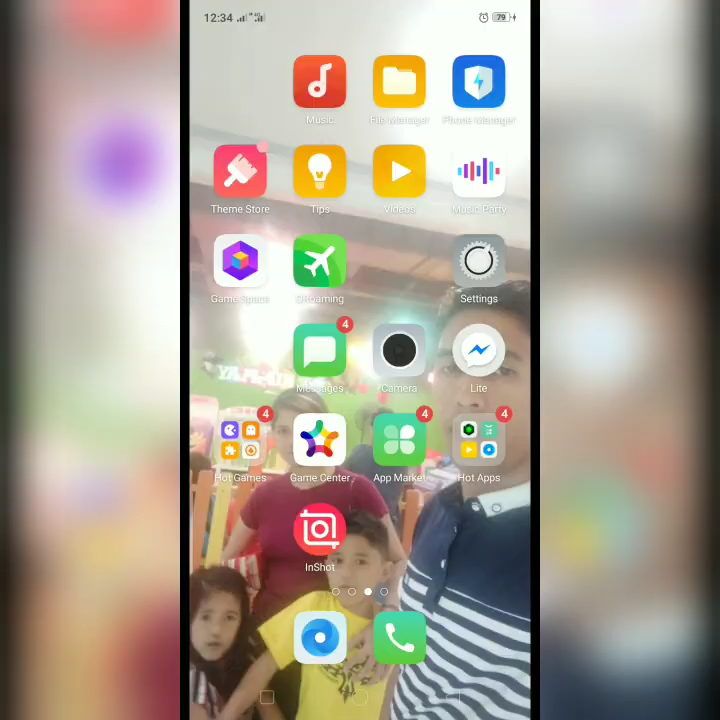 12:34
79
Music
File Manager
Phone Manager
Theme Store
Tips
Videos
Music Party
Game Space
ORoaming
Settings
4
Messages
Camera
Lite
4
4
4
Hot Games
Game Center
App Market
Hot Apps
InShot